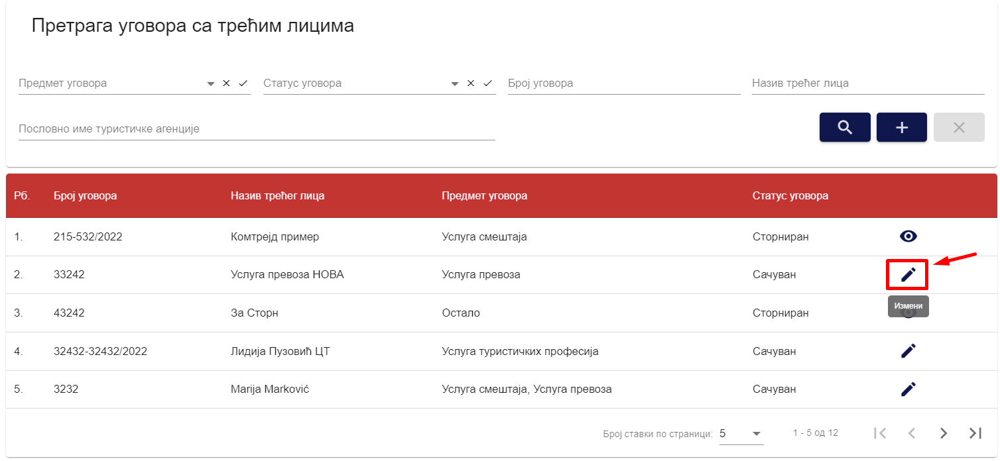 Претрага уговора са трећим лицима
Предмет уговора Статус уговора Број уговора Назив трећег лица
Пословно име туристичке агенције
Рб. Број уговора Назив трећег лица Предмет уговора Статус уговора
1. 215-532/2022 Комтрејд пример Услуга смештаја Сторниран
2. 33242 Услуга превоза НОВА Услуга превоза Сачуван
Измени
3. 43242 За Сторн Остало Сторниран
4. 32432-32432/2022 Лидија Пузовић ЦТ Услуга туристичких професија Сачуван
5. 3232 Marija Marković Услуга смештаја, Услуга превоза Сачуван
Број ставки по страници: 5 1 - 5 од 12